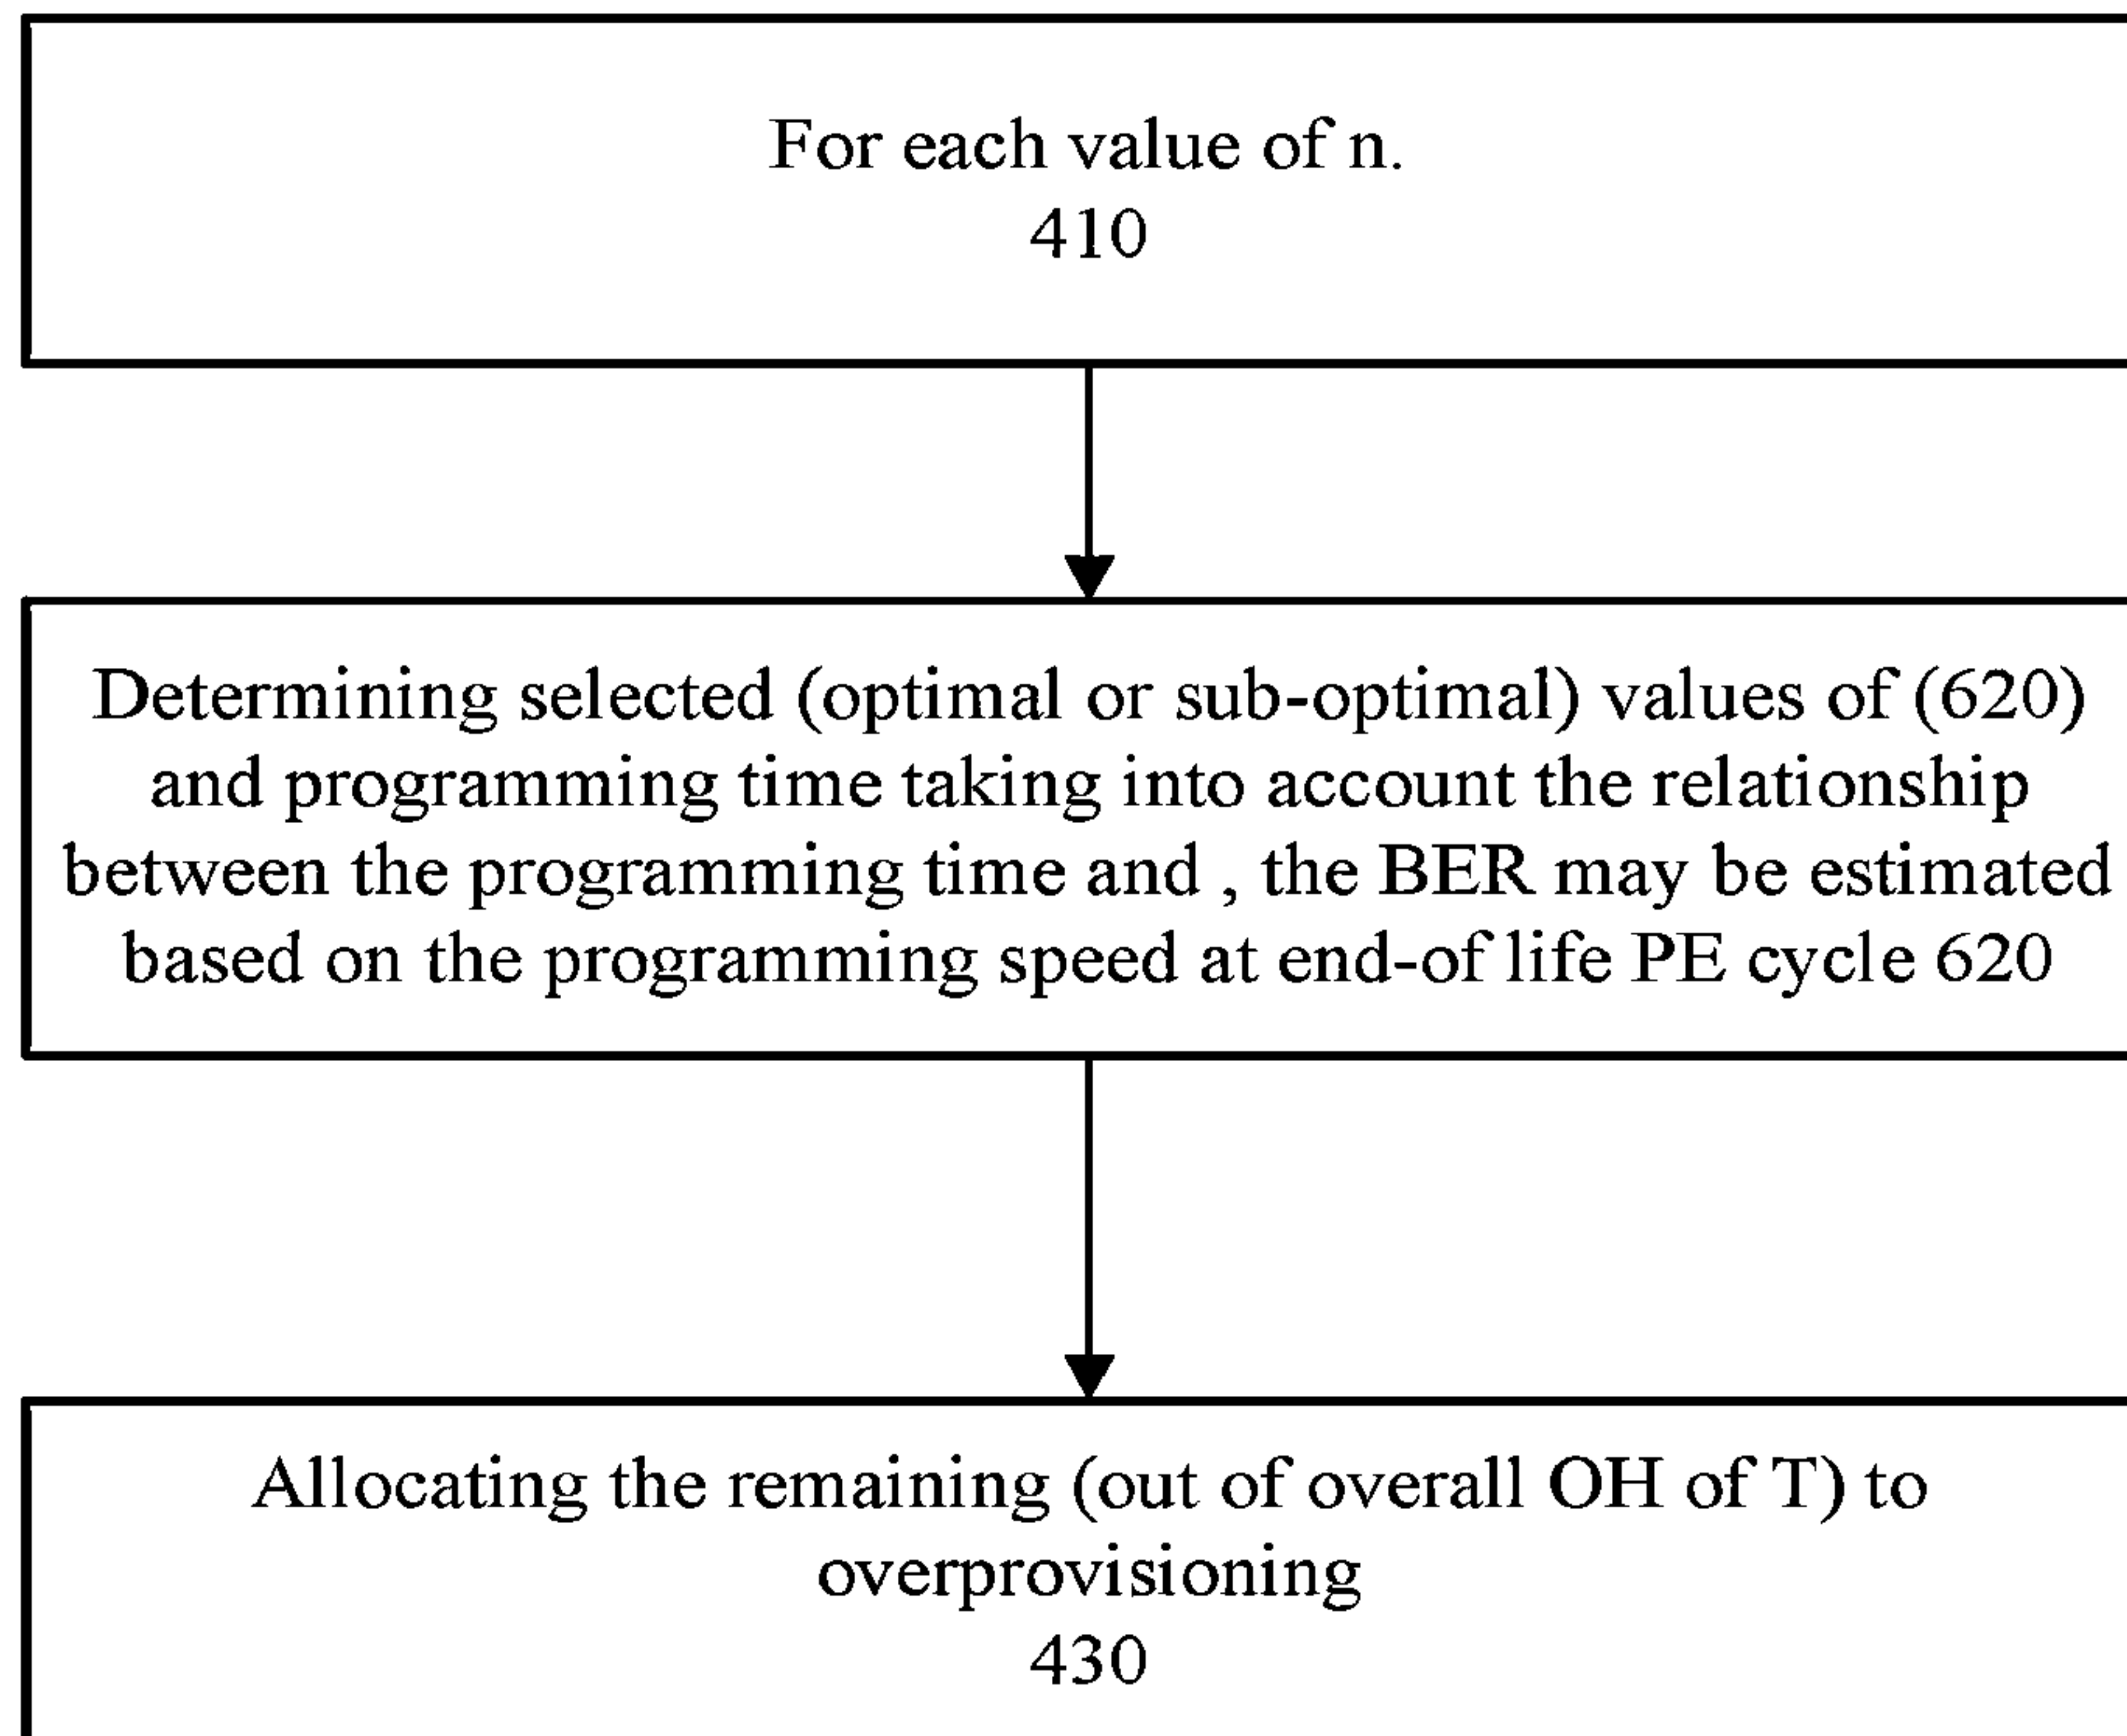 For each value of n.
410
Determining selected (optimal or sub-optimal) values of (620)
and programming time taking into account the relationship
between the programming time and , the BER may be estimated
based on the programming speed at end-of life PE cycle 620
Allocating the remaining (out of overall OH of T) to
overprovisioning
430